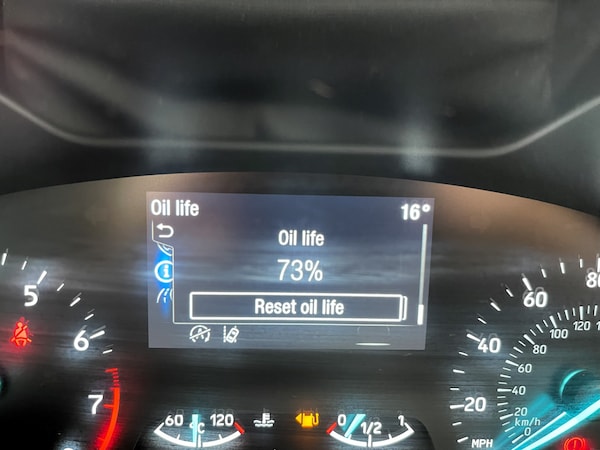 Oil life 16°
Oil life
73%
Reset oil life
5 60 80
6 40 100 120
80
7 20 60
40
20
60 °C 120 0 1/2 1 km/h
MPH 0